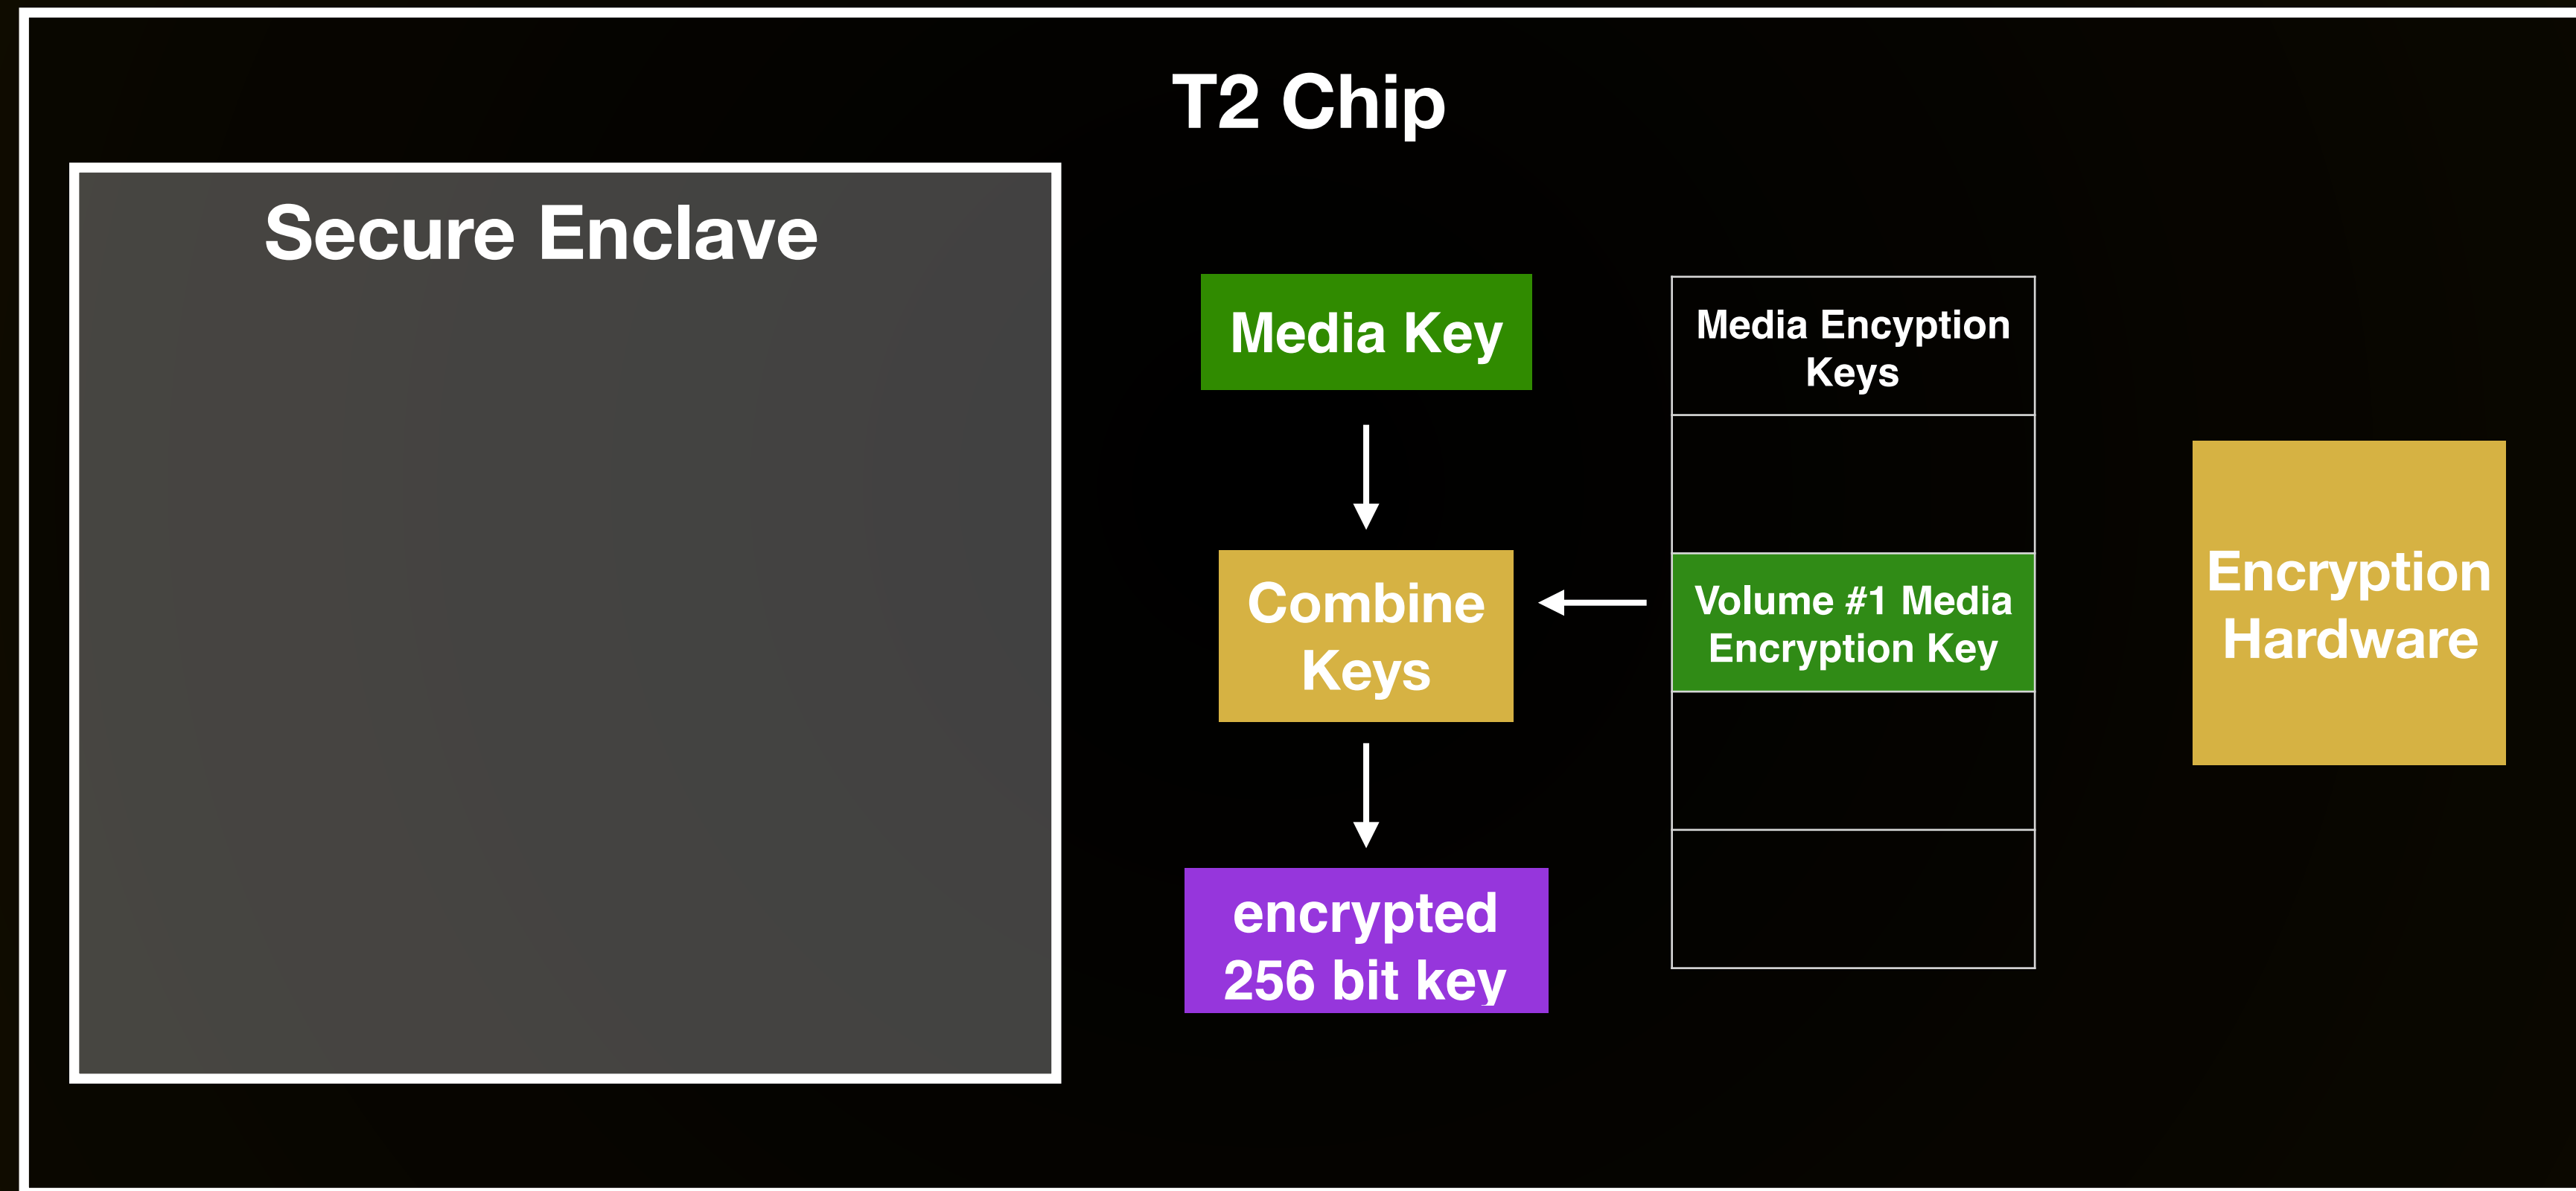 T2 Chip
Secure Enclave
Media Key
Media Encyption
Keys
Combine
Keys
Volume #1 Media
Encryption Key
Encryption
Hardware
encrypted
256 bit key